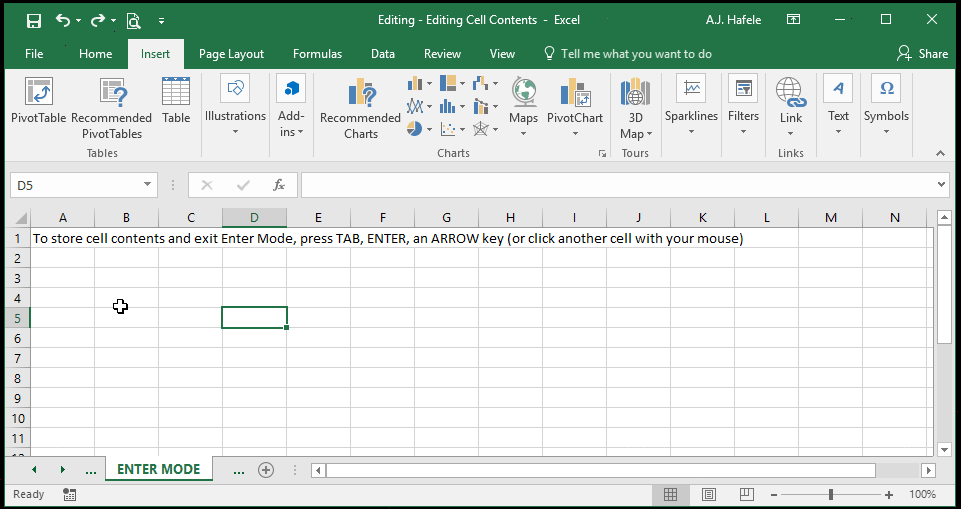 Editing - Editing Cell Contents - Excel
A.J. Hafele
File Home Insert Page Layout Formulas Data Review View Tell me what you want to do Share
PivotTable
Recommended
PivotTables
Table
Tables
Illustrations
Add-
ins
Recommended
Charts
Maps
PivotChart
Charts
3D
Map
Tours
Sparklines
Filters
Link
Links
Text
Symbols
D5
fx
A B C D E F G H I J K L M N
1 To store cell contents and exit Enter Mode, press TAB, ENTER, an ARROW key (or click another cell with your mouse)
2
3
4
5
6
7
8
9
10
11
12
... ENTER MODE ...
Ready
100%